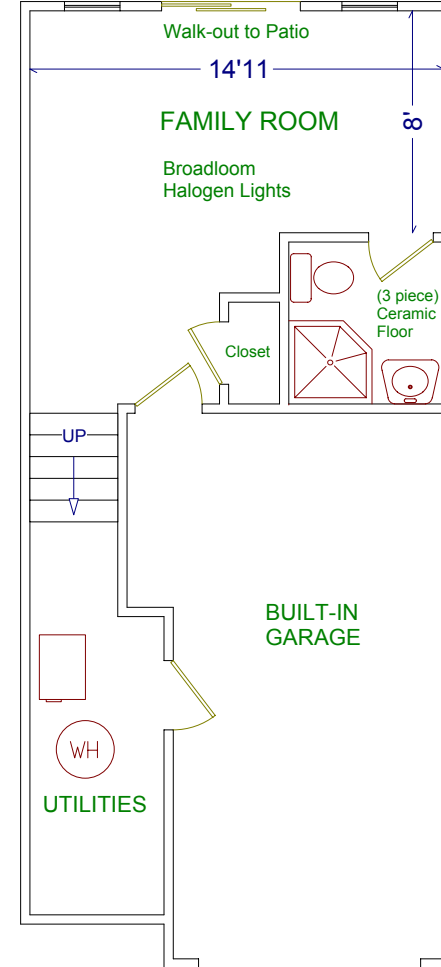 Walk-out to Patio
14'11
8'
FAMILY ROOM
Broadloom
Halogen Lights
(3 piece)
Ceramic
Floor
Closet
UP
BUILT-IN
GARAGE
WH
UTILITIES